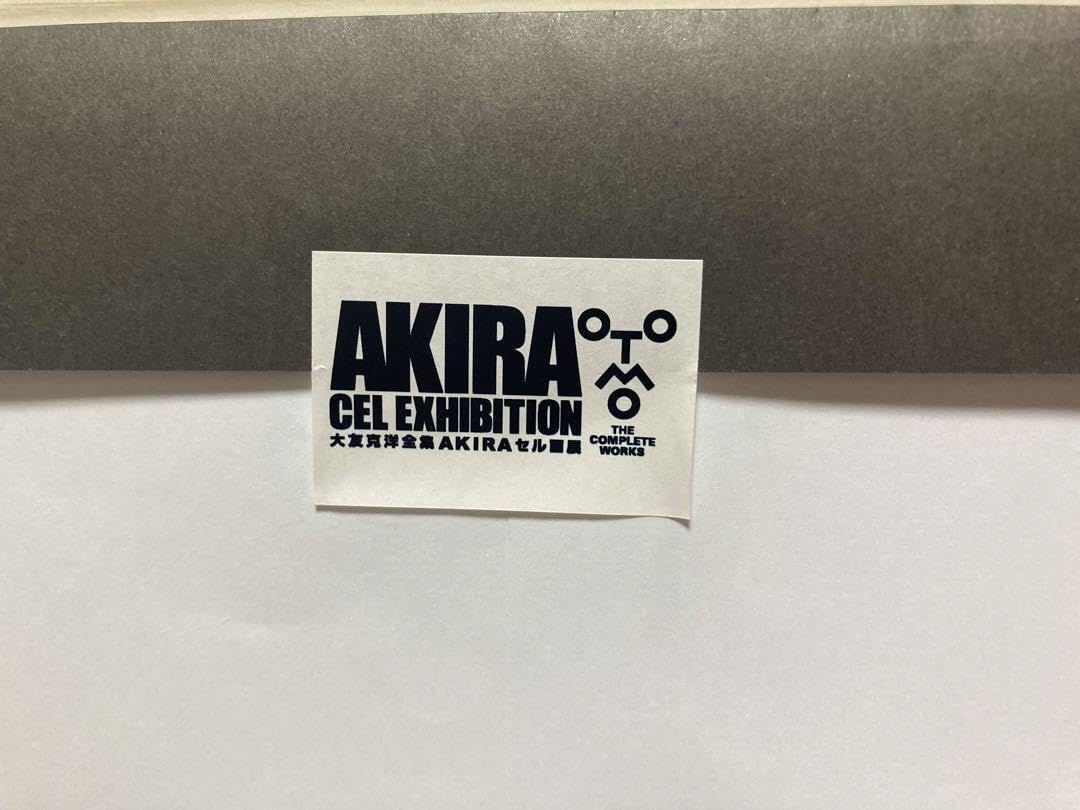 AKIRA
CEL EXHIBITION
大友克洋全集AKIRAセル画展
OTOMO
THE
COMPLETE
WORKS